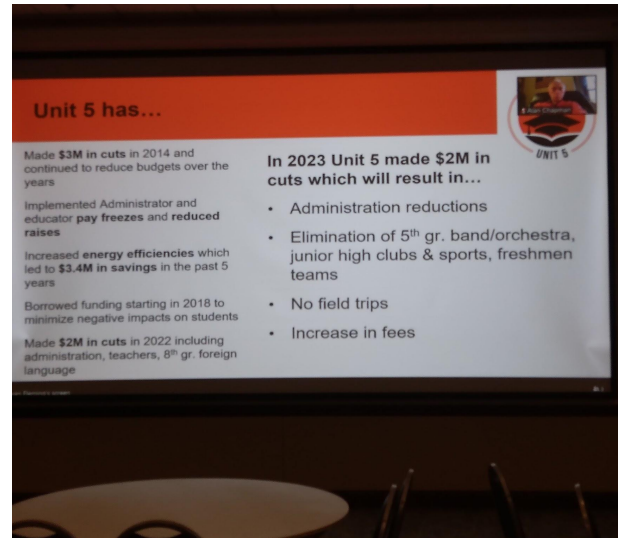 Unit 5 has...
Made $3M in cuts in 2014 and
continued to reduce budgets over the
years
Implemented Administrator and
educator pay freezes and reduced
raises
Increased energy efficiencies which
led to $3.4M in savings in the past 5
years
Borrowed funding starting in 2018 to
minimize negative impacts on students
Made $2M in cuts in 2022 including
administration, teachers, 8th gr. foreign
language
In 2023 Unit 5 made $2M in
cuts which will result in...
• Administration reductions
• Elimination of 5th gr. band/orchestra,
junior high clubs & sports, freshmen
teams
• No field trips
• Increase in fees
UNIT 5
screen